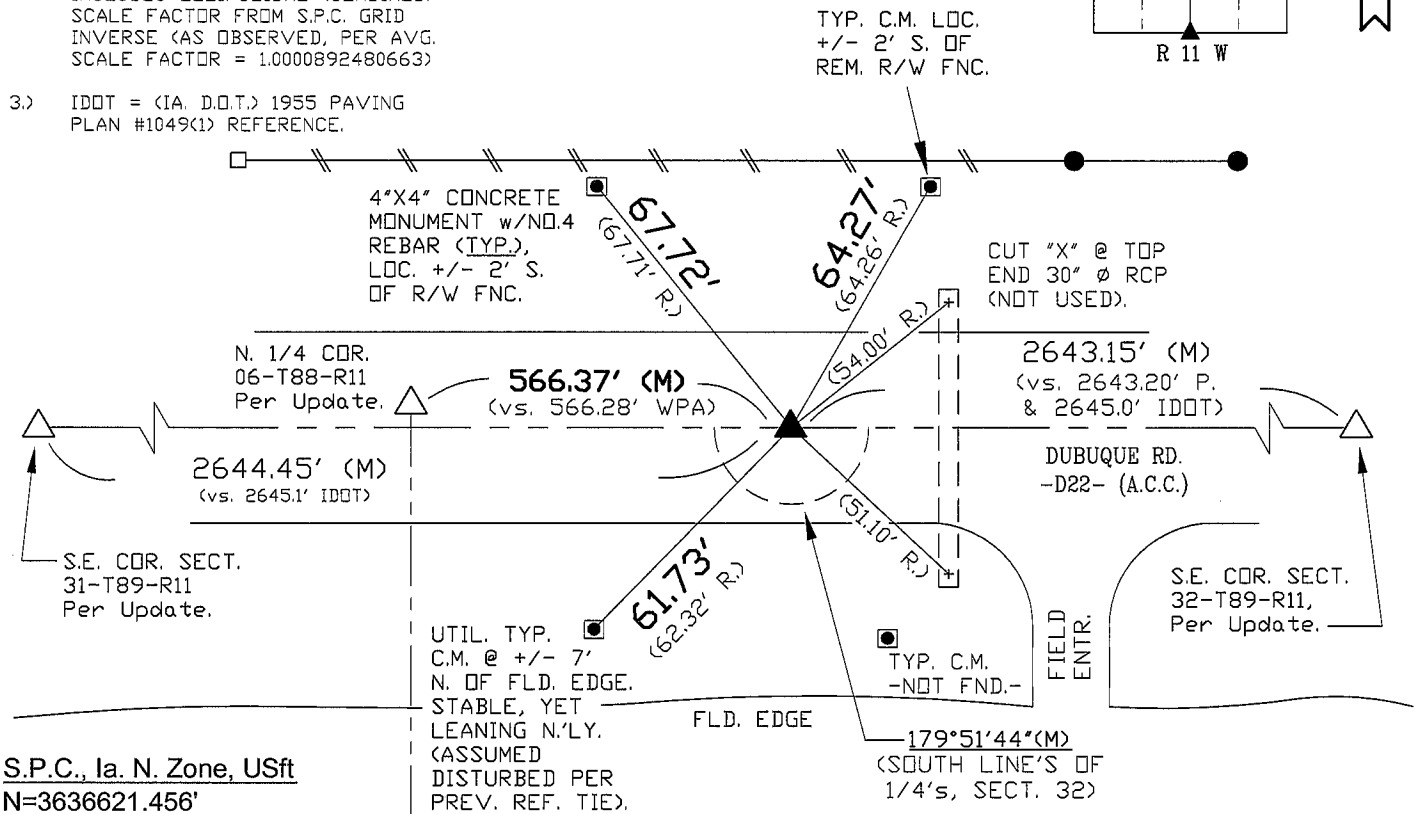 SCALE FACTOR FROM S.P.C. GRID
INVERSE (AS OBSERVED, PER AVG.
SCALE FACTOR = 1.0000892480663)
3.) IDOT = (IA. D.O.T.) 1955 PAVING
PLAN #1049(1) REFERENCE.
TYP. C.M. LOC.
+/- 2' S. OF
REM. R/W FNC.
R 11 W
4"X4" CONCRETE
MONUMENT w/NO.4
REBAR (TYP.),
LOC. +/- 2' S.
OF R/W FNC.
67.72'
(67.71' R.)
64.27'
(64.26' R.)
CUT "X" @ TOP
END 30" Ø RCP
(NOT USED).
(54.00' R.)
N. 1/4 COR.
06-T88-R11
Per Update.
566.37' (M)
(vs. 566.28' WPA)
2643.15' (M)
(vs. 2643.20' P.
& 2645.0' IDOT)
2644.45' (M)
(vs. 2645.1' IDOT)
DUBUQUE RD.
-D22- (A.C.C.)
(51.10' R.)
S.E. COR. SECT.
31-T89-R11
Per Update.
61.73'
(62.32' R.)
S.E. COR. SECT.
32-T89-R11,
Per Update.
UTIL. TYP.
C.M. @ +/- 7'
N. OF FLD. EDGE.
STABLE, YET
LEANING N.'LY.
(ASSUMED
DISTURBED PER
PREV. REF. TIE).
TYP. C.M.
-NOT FND.-
FIELD
ENTR.
FLD. EDGE
179°51'44"(M)
(SOUTH LINE'S OF
1/4's, SECT. 32)
S.P.C., Ia. N. Zone, USft
N=3636621.456'